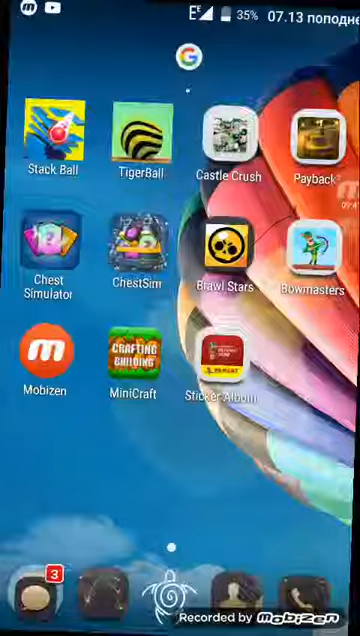 E 35% 07.13 поподне
G
Stack Ball TigerBall Castle Crush Payback
Chest Simulator ChestSim Brawl Stars Bowmasters
CRAFTING BUILDING
Mobizen MiniCraft Sticker Album
PANINI
3
Recorded by Mobizen